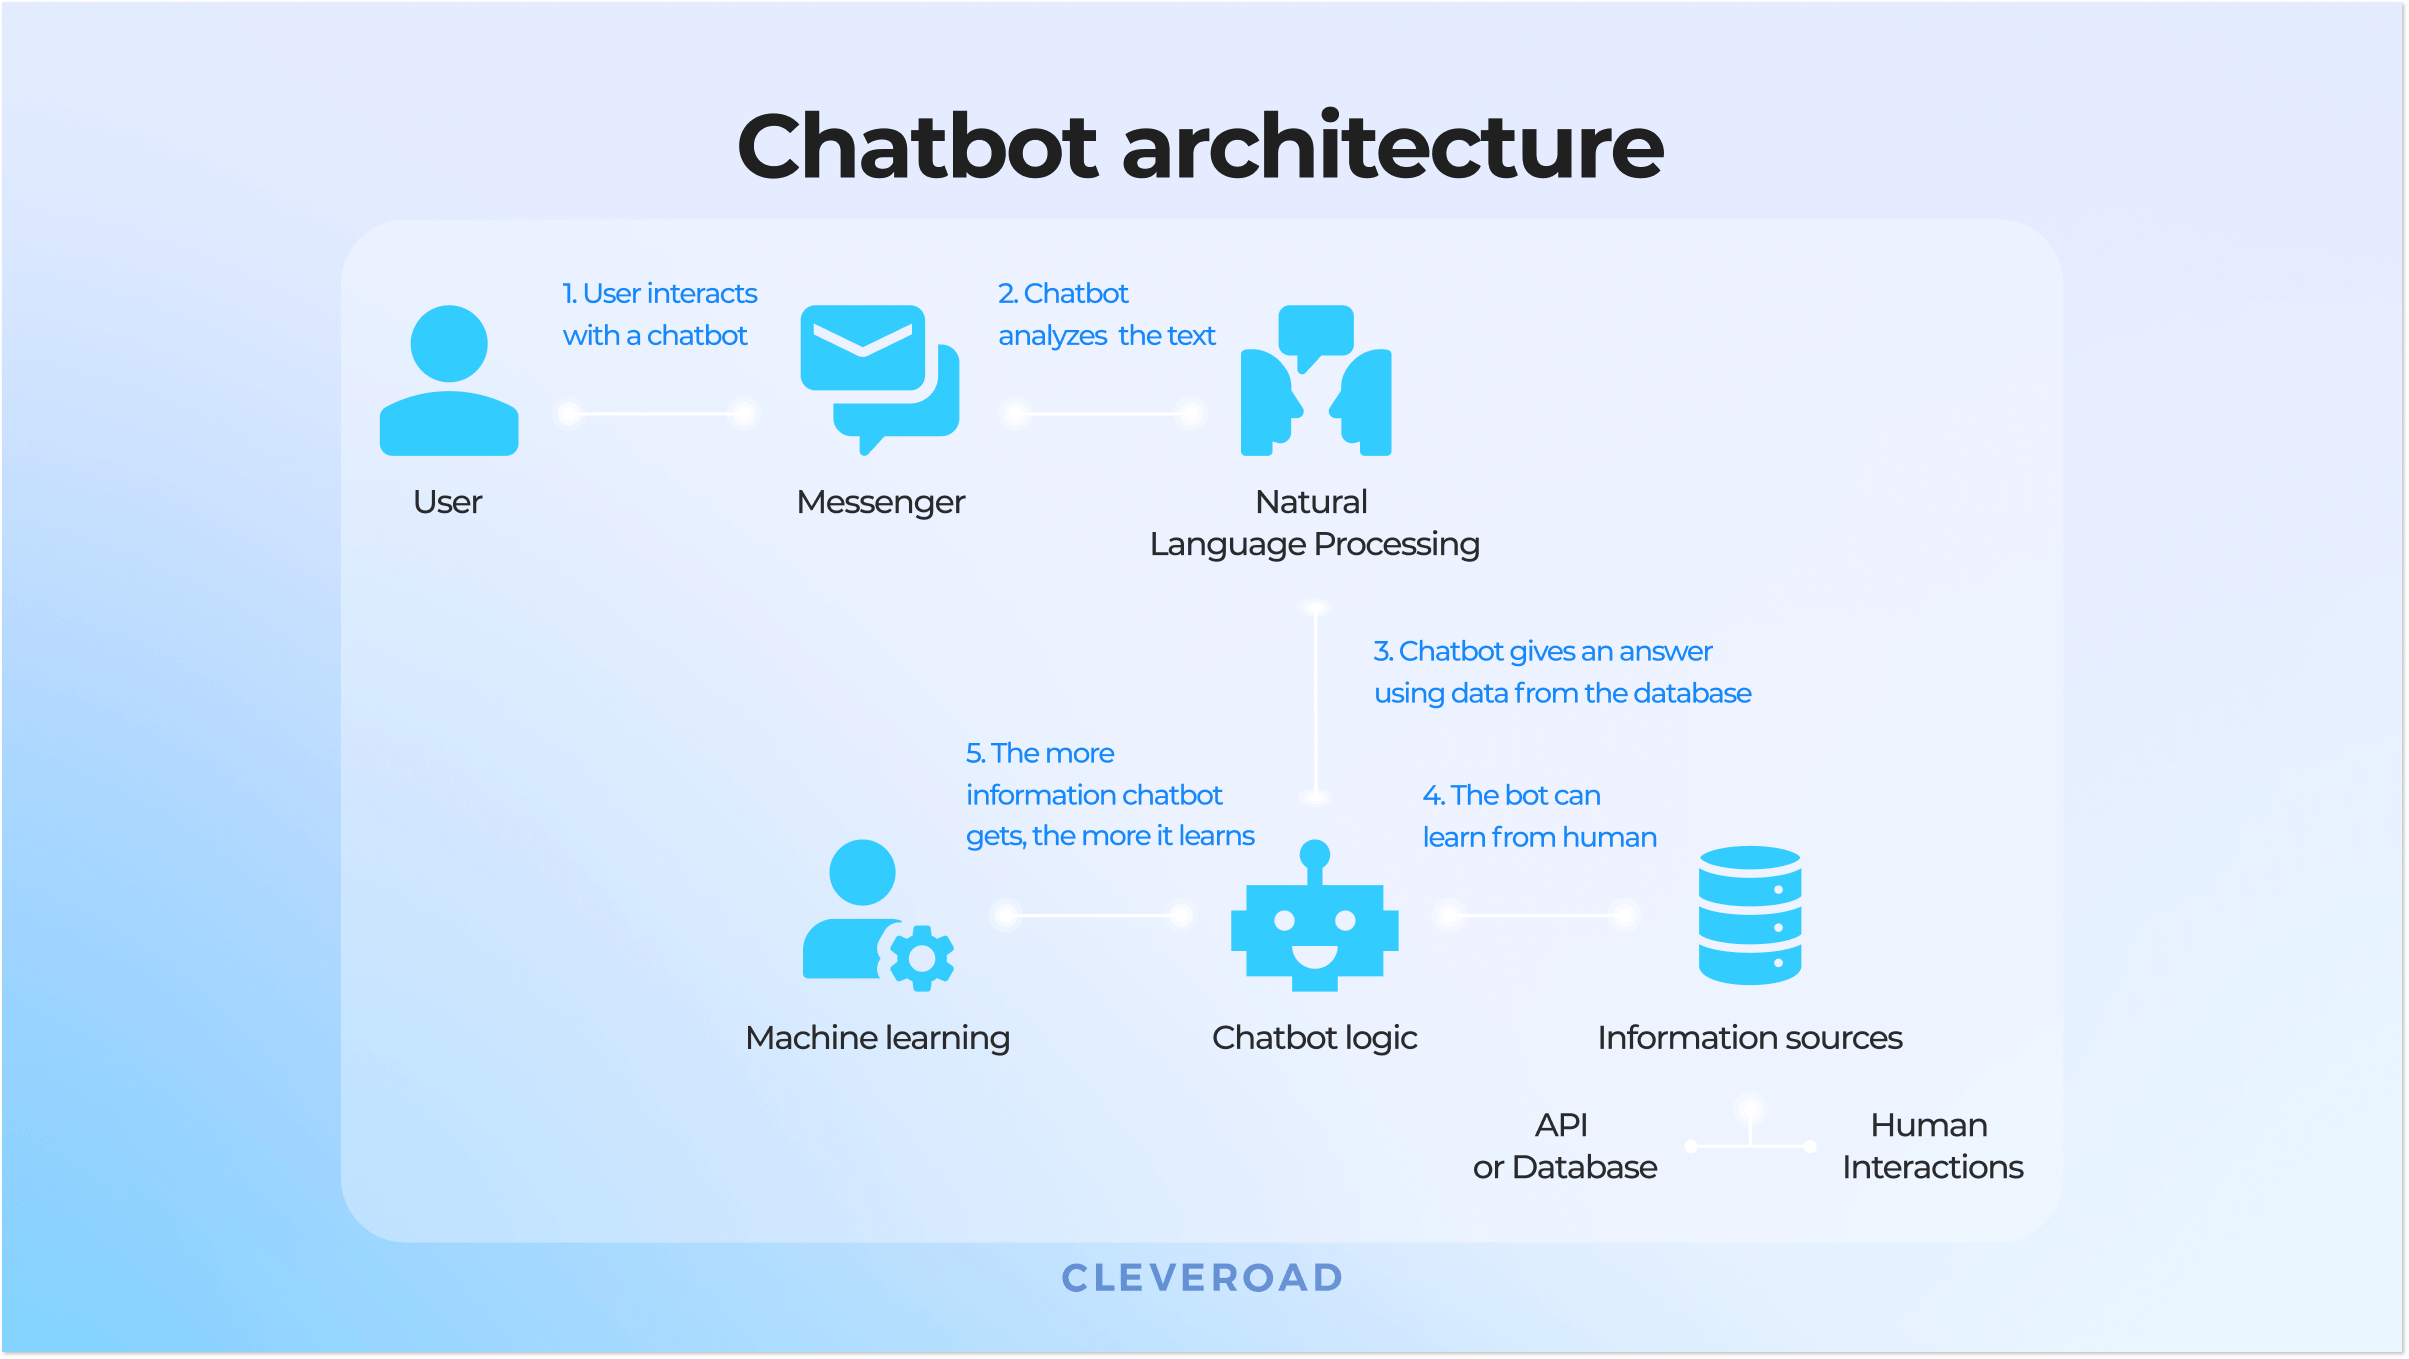 Chatbot architecture
1. User interacts
with a chatbot
2. Chatbot
analyzes the text
User
Messenger
Natural
Language Processing
3. Chatbot gives an answer
using data from the database
5. The more
information chatbot
gets, the more it learns
4. The bot can
learn from human
Machine learning
Chatbot logic
Information sources
API
or Database
Human
Interactions
CLEVEROAD